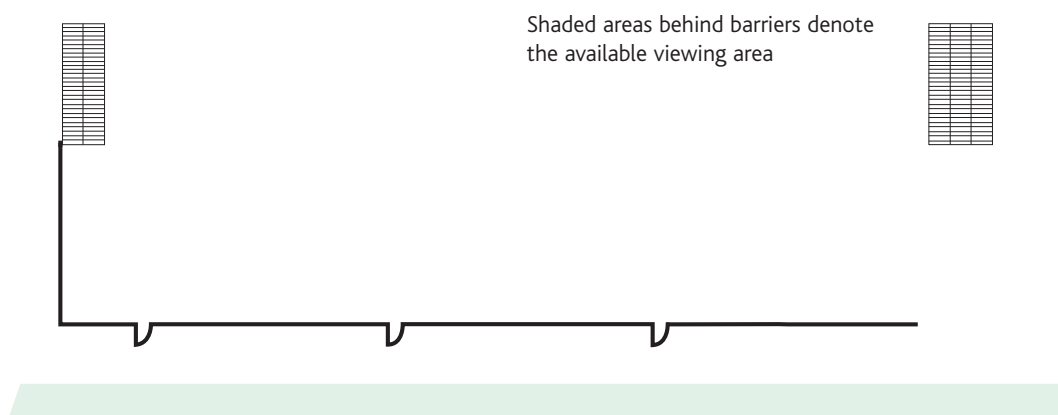 Shaded areas behind barriers denote
the available viewing area